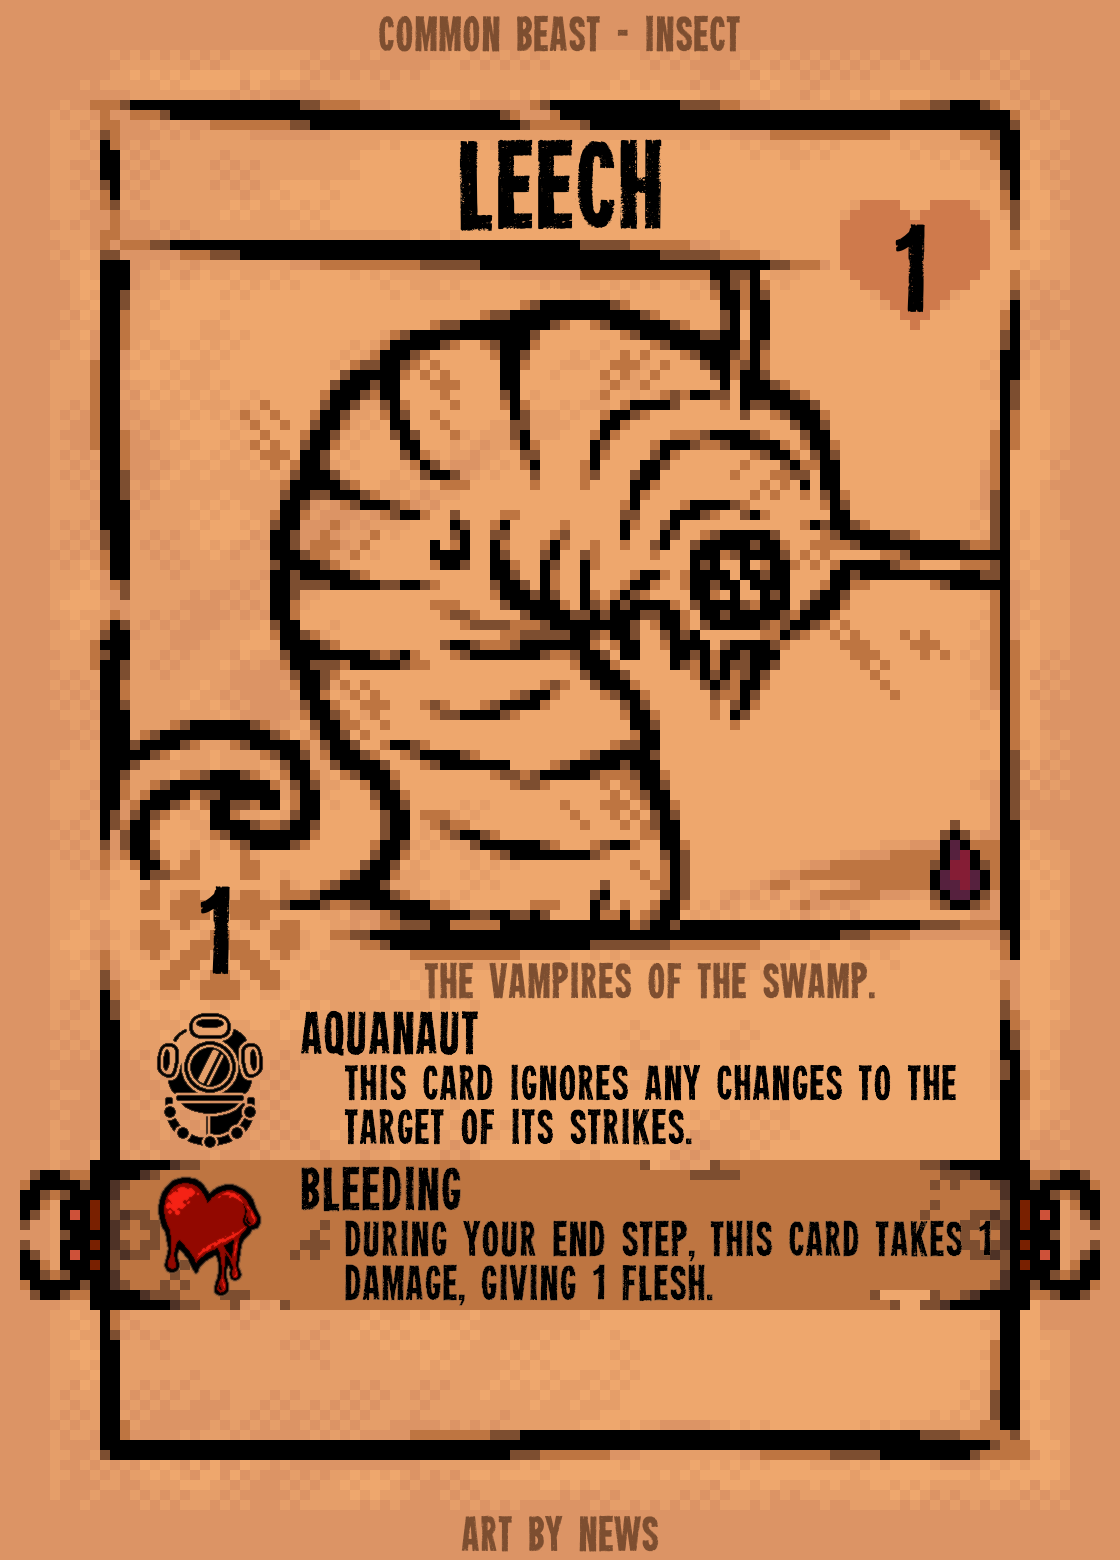 COMMON BEAST - INSECT
LEECH
1
1
THE VAMPIRES OF THE SWAMP.
AQUANAUT
THIS CARD IGNORES ANY CHANGES TO THE
TARGET OF ITS STRIKES.
BLEEDING
DURING YOUR END STEP, THIS CARD TAKES 1
DAMAGE, GIVING 1 FLESH.
ART BY NEWS